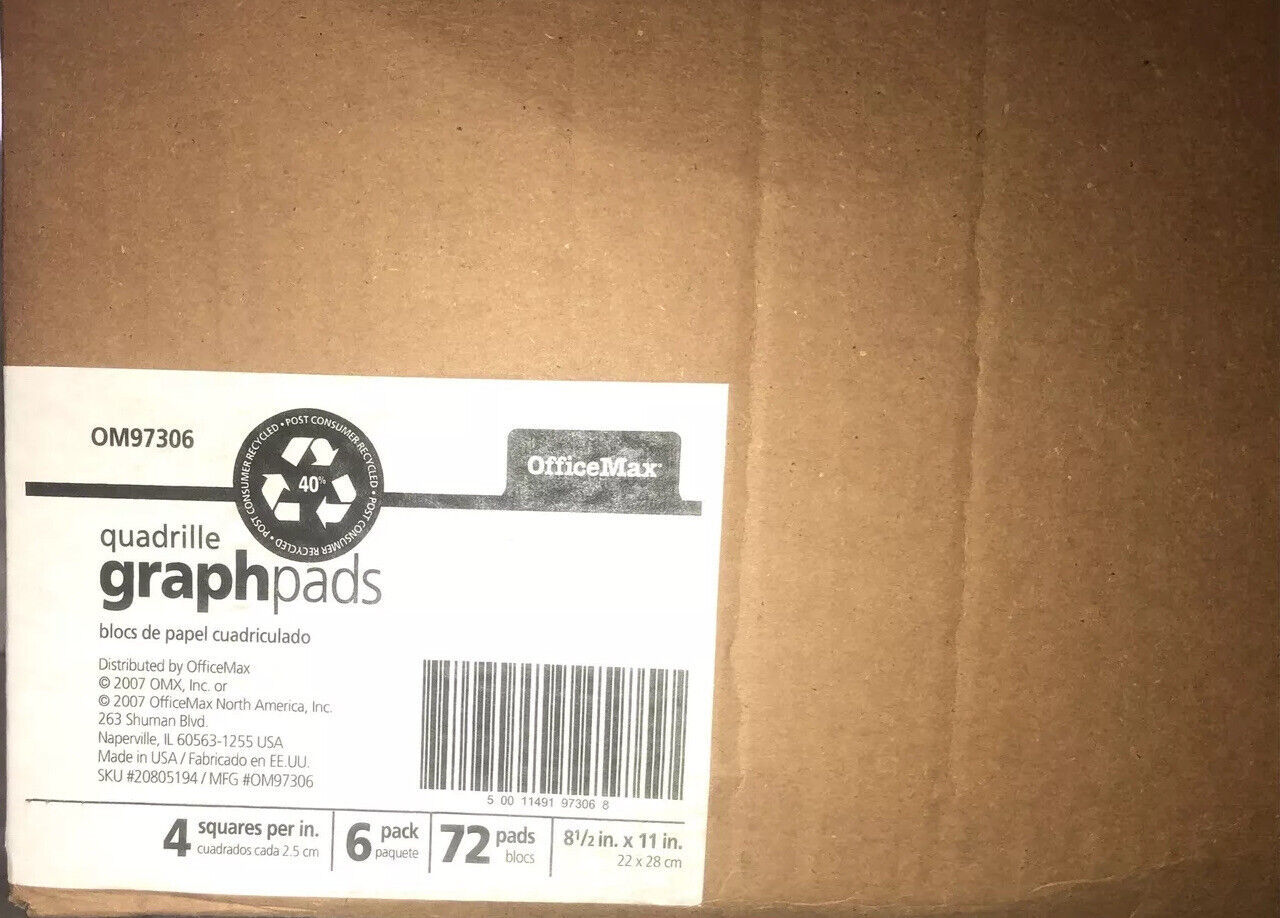 OM97306
POST CONSUMER RECYCLED • POST CONSUMER RECYCLED • POST CONSUMER RECYCLED •
40%
OfficeMax
quadrille
graphpads
blocs de papel cuadriculado
Distributed by OfficeMax
© 2007 OMX, Inc. or
© 2007 OfficeMax North America, Inc.
263 Shuman Blvd.
Naperville, IL 60563-1255 USA
Made in USA / Fabricado en EE.UU.
SKU #20805194 / MFG #OM97306
5 00 11491 97306 8
4 squares per in.
cuadrados cada 2.5 cm
6 pack
paquete
72 pads
blocs
8 1/2 in. x 11 in.
22 x 28 cm